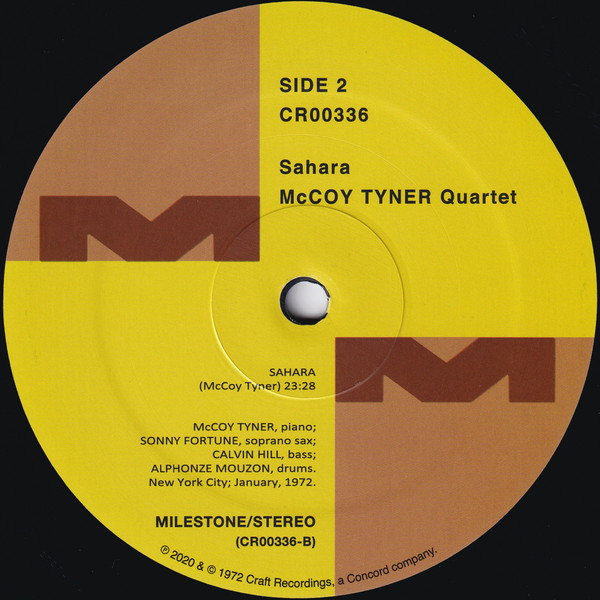 SIDE 2
CR00336
Sahara
McCOY TYNER Quartet
SAHARA
(McCoy Tyner) 23:28
McCOY TYNER, piano;
SONNY FORTUNE, soprano sax;
CALVIN HILL, bass;
ALPHONZE MOUZON, drums.
New York City; January, 1972.
MILESTONE/STEREO
(CR00336-B)
℗ 2020 & © 1972 Craft Recordings, a Concord company.